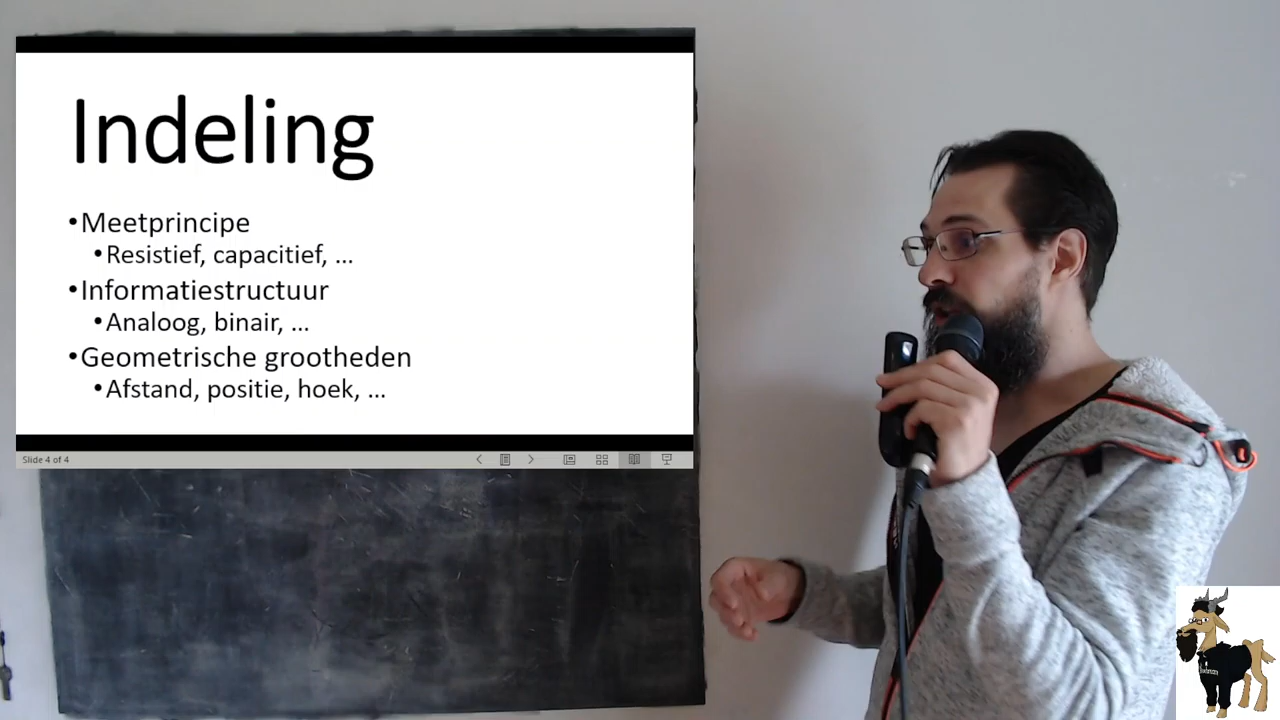 Indeling
•Meetprincipe
•Resistief, capacitief, ...
•Informatiestructuur
•Analoog, binair, ...
•Geometrische grootheden
•Afstand, positie, hoek, ...
Slide 4 of 4